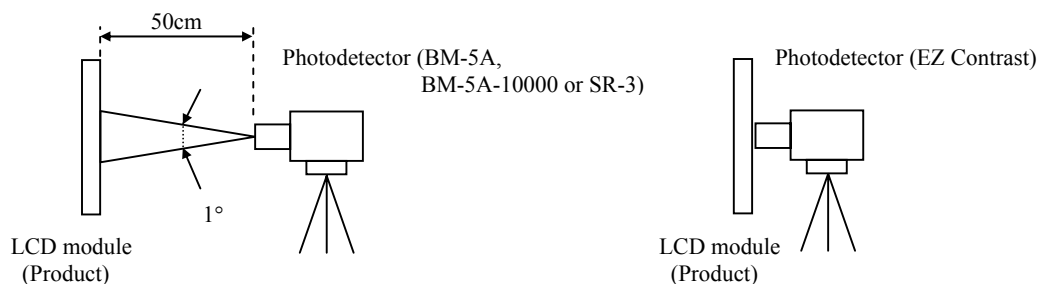 50cm
Photodetector (BM-5A,
BM-5A-10000 or SR-3)
1°
LCD module
(Product)
Photodetector (EZ Contrast)
LCD module
(Product)